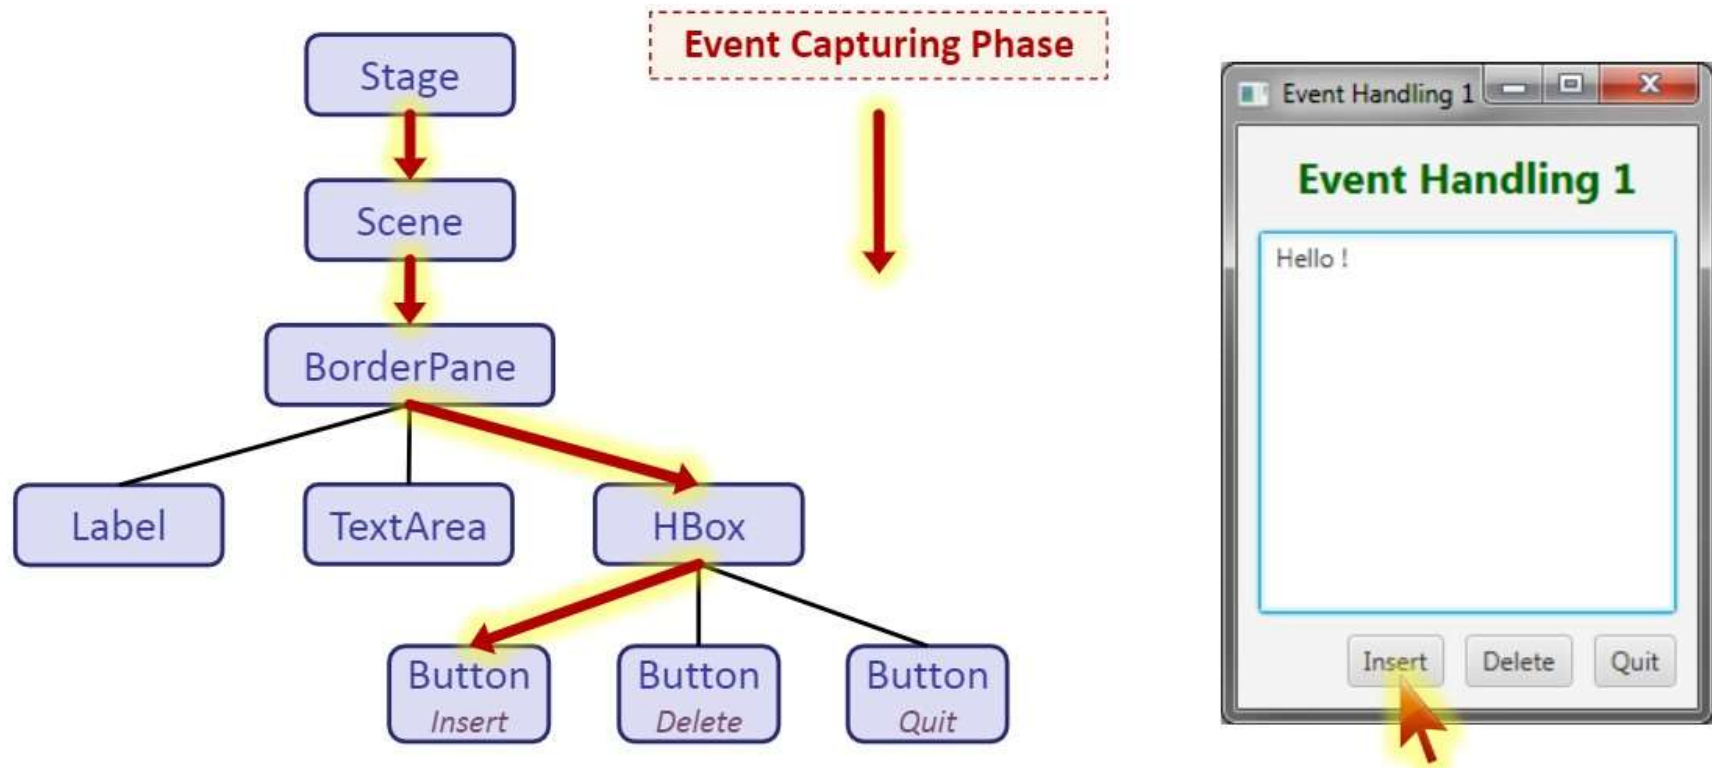 Event Capturing Phase
Stage
Scene
BorderPane
Label
TextArea
HBox
Button
Insert
Button
Delete
Button
Quit
Event Handling 1
Event Handling 1
Hello !
Insert
Delete
Quit